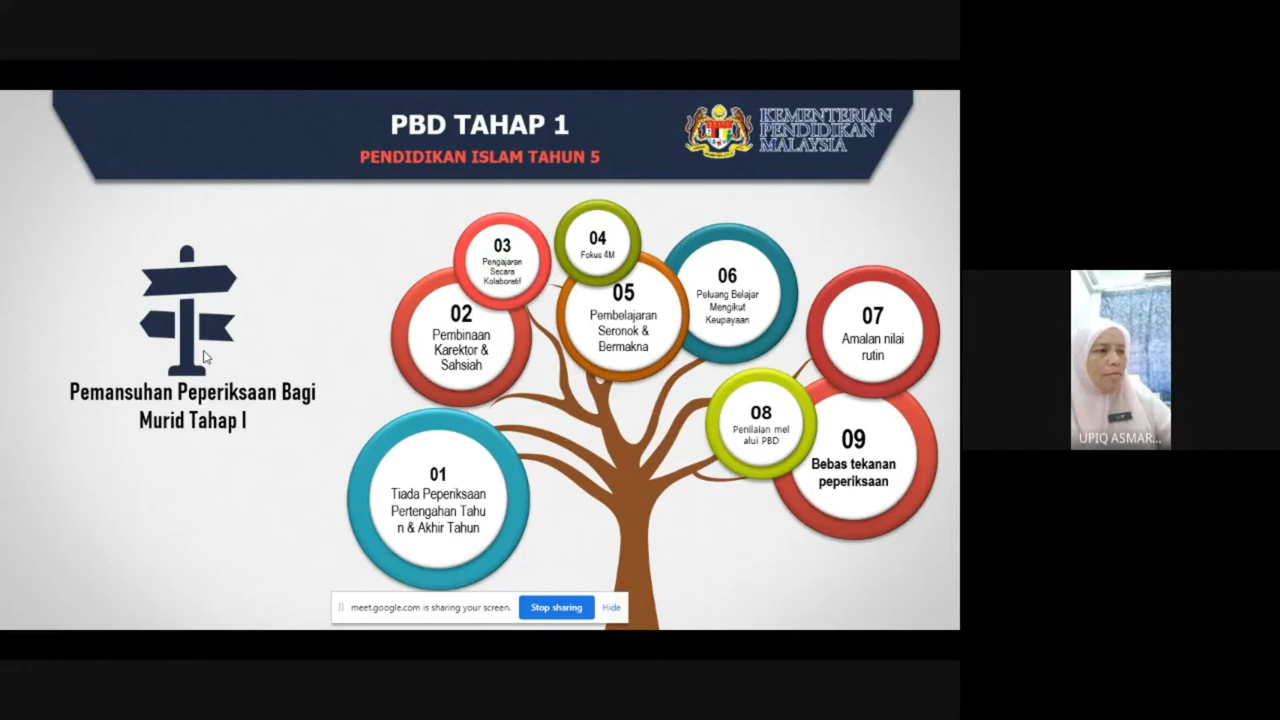 PBD TAHAP 1
PENDIDIKAN ISLAM TAHUN 5
KEMENTERIAN
PENDIDIKAN
MALAYSIA
Pemansuhan Peperiksaan Bagi
Murid Tahap I
01
Tiada Peperiksaan
Pertengahan Tahu
n & Akhir Tahun
02
Pembinaan
Karektor &
Sahsiah
03
Pengajaran
Secara
Kolaboratif
04
Fokus 4M
05
Pembelajaran
Seronok &
Bermakna
06
Peluang Belajar
Mengikut
Keupayaan
07
Amalan nilai
rutin
08
Penilaian mel
alui PBD
09
Bebas tekanan
peperiksaan
meet.google.com is sharing your screen.
Stop sharing
Hide
UPIQ ASMAR...